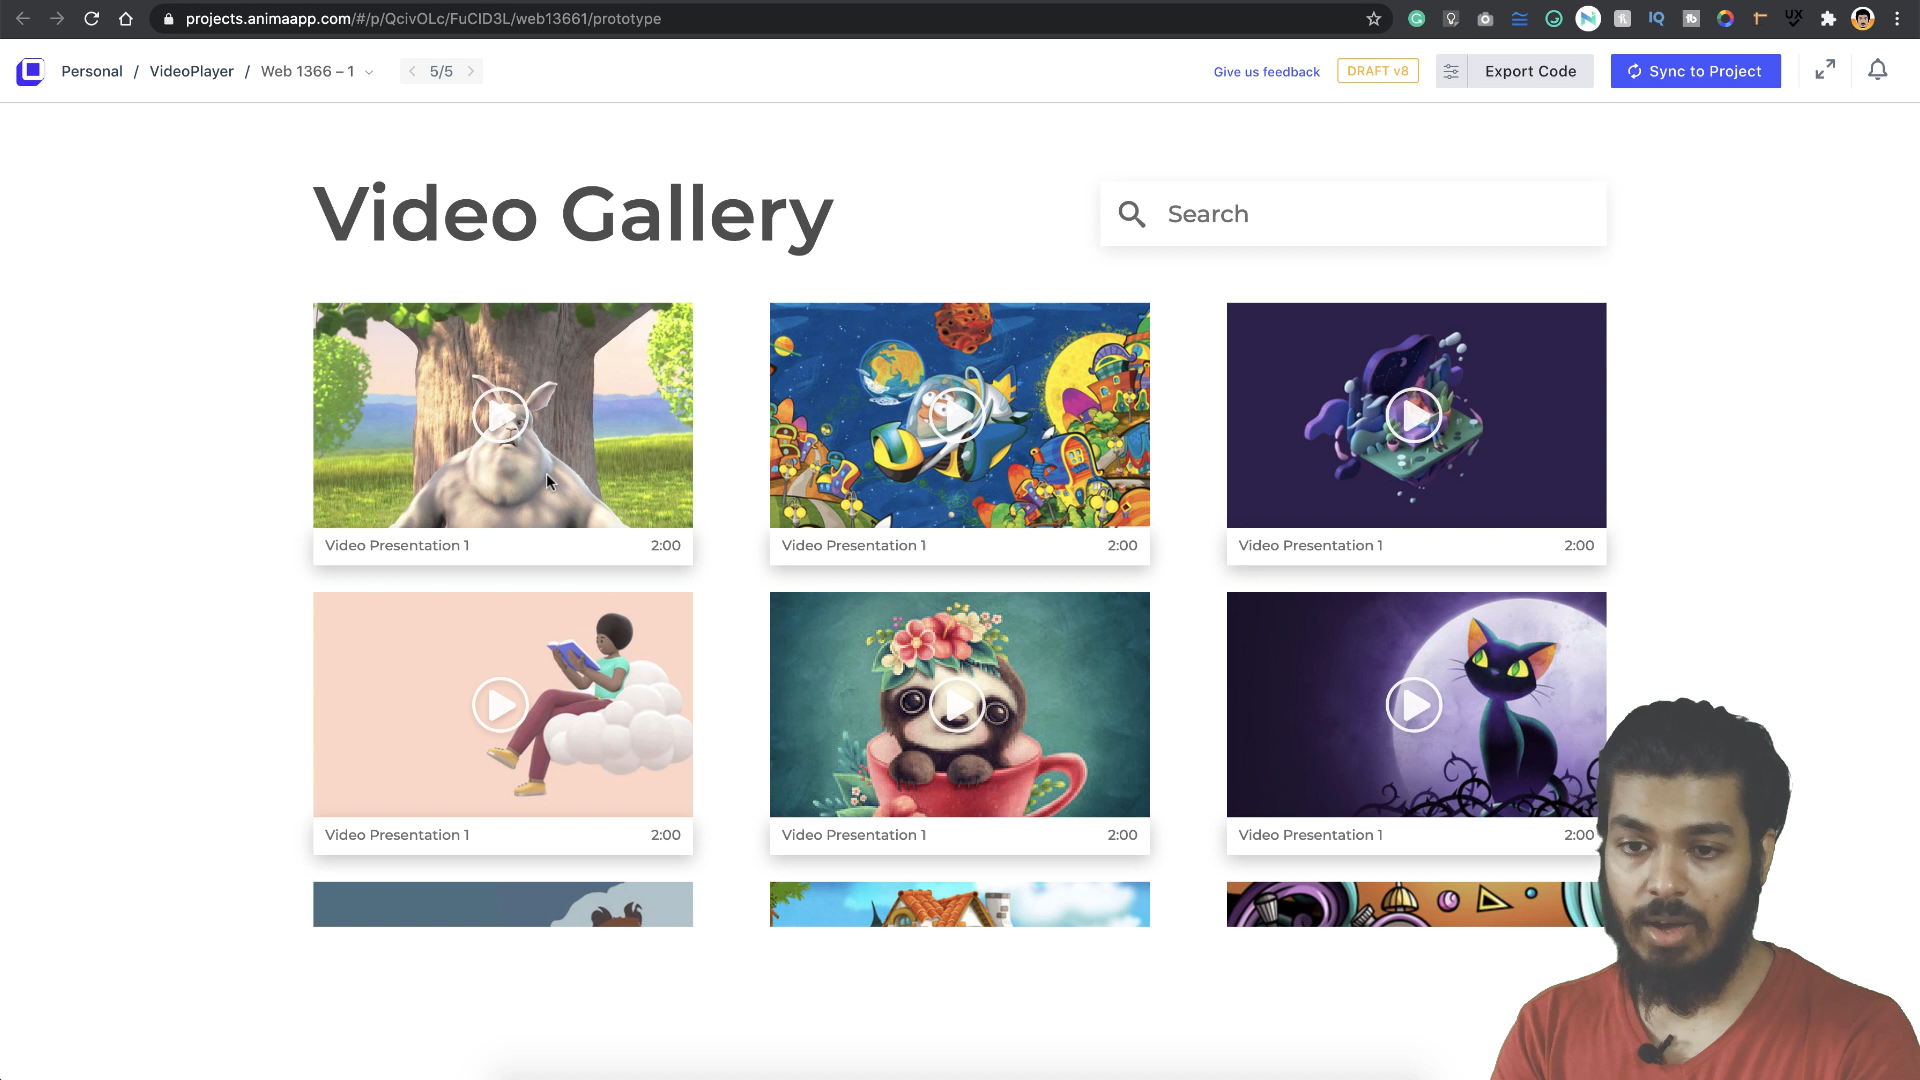 projects.animaapp.com/#/p/QcivOLc/FuCID3L/web13661/prototype
UX
IQ
Personal / VideoPlayer / Web 1366 – 1
5/5
Give us feedback
DRAFT v8
Export Code
Sync to Project
Video Gallery
Search
Video Presentation 1 2:00
Video Presentation 1 2:00
Video Presentation 1 2:00
Video Presentation 1 2:00
Video Presentation 1 2:00
Video Presentation 1 2:00